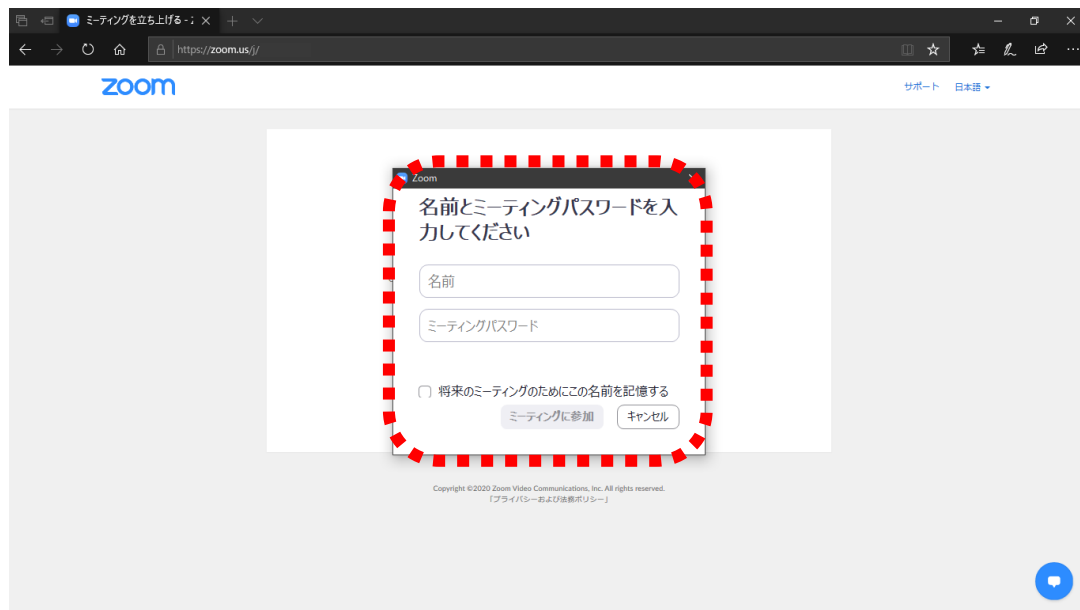 ミーティングを立ち上げる - Z
https://zoom.us/j/
zoom
サポート 日本語
Zoom
名前とミーティングパスワードを入
力してください
名前
ミーティングパスワード
将来のミーティングのためにこの名前を記憶する
ミーティングに参加 キャンセル
Copyright ©2020 Zoom Video Communications, Inc. All rights reserved.
「プライバシーおよび法務ポリシー」